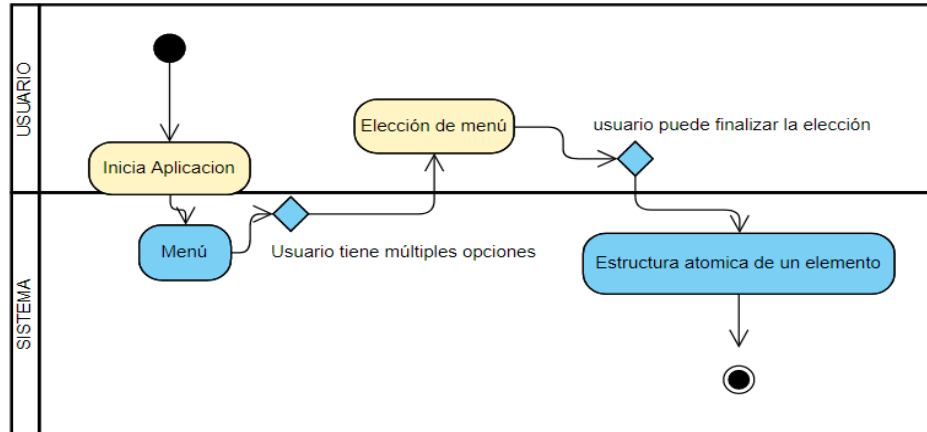 USUARIO
Inicia Aplicacion
Elección de menú
usuario puede finalizar la elección
SISTEMA
Menú
Usuario tiene múltiples opciones
Estructura atomica de un elemento